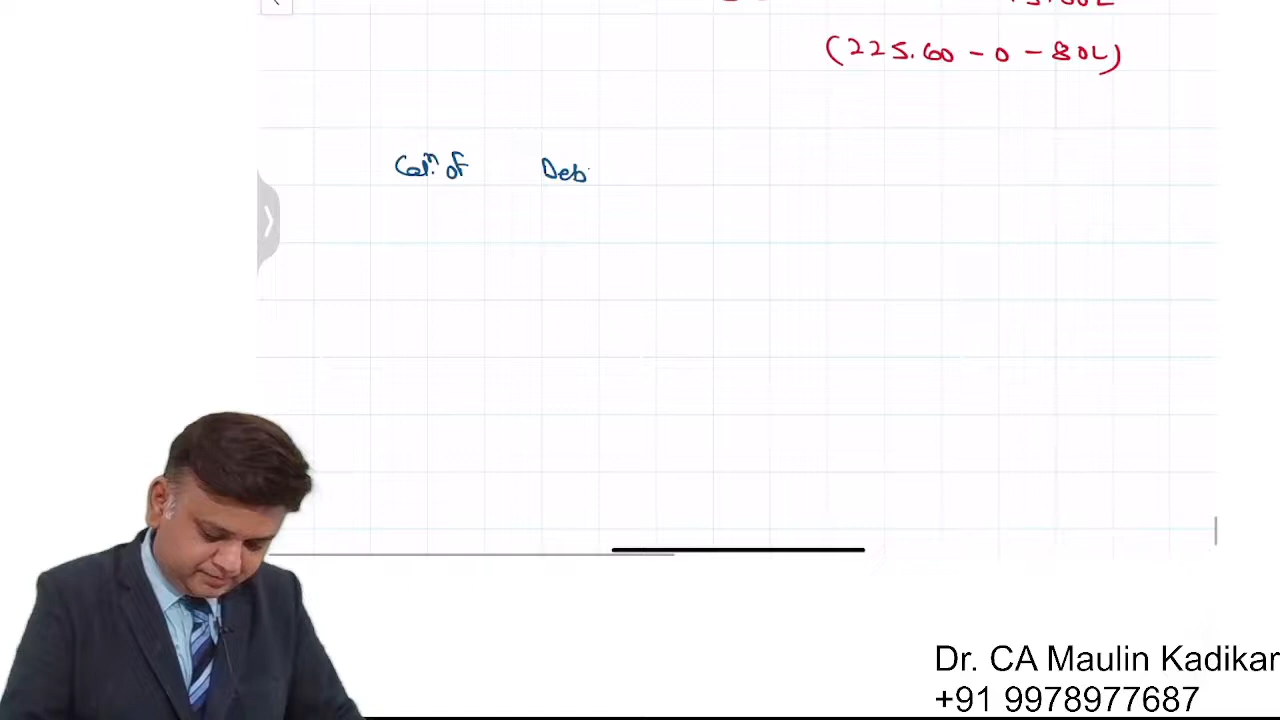 (225.60 - 0 - 80L)
Calⁿ. of Deb
Dr. CA Maulin Kadikar
+91 9978977687